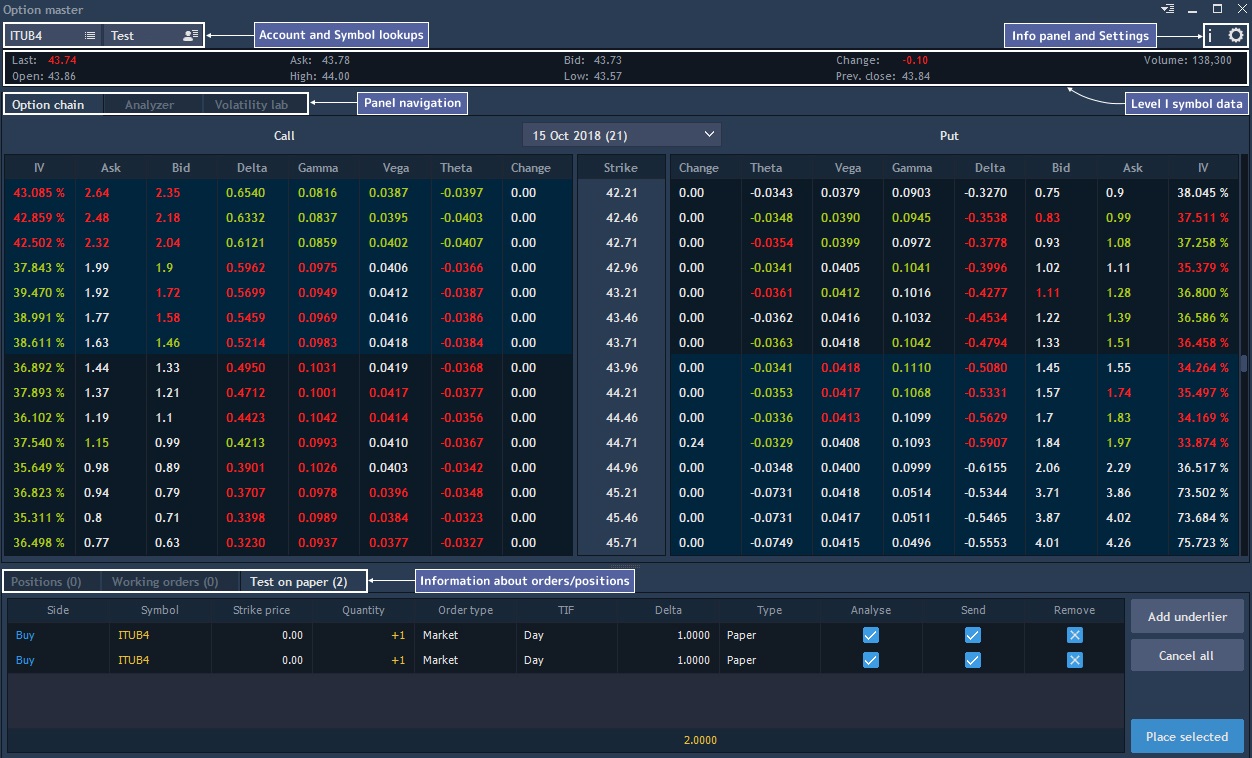 Option master
ITUB4 Test Account and Symbol lookups Info panel and Settings i
Last: 43.74 Ask: 43.78 Bid: 43.73 Change: -0.10 Volume: 138,300
Open: 43.86 High: 44.00 Low: 43.57 Prev. close: 43.84
Option chain Analyzer Volatility lab Panel navigation Level I symbol data
Call 15 Oct 2018 (21) Put
IV Ask Bid Delta Gamma Vega Theta Change Strike Change Theta Vega Gamma Delta Bid Ask IV
43.085 % 2.64 2.35 0.6540 0.0816 0.0387 -0.0397 0.00 42.21 0.00 -0.0343 0.0379 0.0903 -0.3270 0.75 0.9 38.045 %
42.859 % 2.48 2.18 0.6332 0.0837 0.0395 -0.0403 0.00 42.46 0.00 -0.0348 0.0390 0.0945 -0.3538 0.83 0.99 37.511 %
42.502 % 2.32 2.04 0.6121 0.0859 0.0402 -0.0407 0.00 42.71 0.00 -0.0354 0.0399 0.0972 -0.3778 0.93 1.08 37.258 %
37.843 % 1.99 1.9 0.5962 0.0975 0.0406 -0.0366 0.00 42.96 0.00 -0.0341 0.0405 0.1041 -0.3996 1.02 1.11 35.379 %
39.470 % 1.92 1.72 0.5699 0.0949 0.0412 -0.0387 0.00 43.21 0.00 -0.0361 0.0412 0.1016 -0.4277 1.11 1.28 36.800 %
38.991 % 1.77 1.58 0.5459 0.0969 0.0416 -0.0386 0.00 43.46 0.00 -0.0362 0.0416 0.1032 -0.4534 1.22 1.39 36.586 %
38.611 % 1.63 1.46 0.5214 0.0983 0.0418 -0.0384 0.00 43.71 0.00 -0.0363 0.0418 0.1042 -0.4794 1.33 1.51 36.458 %
36.892 % 1.44 1.33 0.4950 0.1031 0.0419 -0.0368 0.00 43.96 0.00 -0.0341 0.0418 0.1110 -0.5080 1.45 1.55 34.264 %
37.893 % 1.37 1.21 0.4712 0.1001 0.0417 -0.0377 0.00 44.21 0.00 -0.0353 0.0417 0.1068 -0.5331 1.57 1.74 35.497 %
36.102 % 1.19 1.1 0.4423 0.1042 0.0414 -0.0356 0.00 44.46 0.00 -0.0336 0.0413 0.1099 -0.5629 1.7 1.83 34.169 %
37.540 % 1.15 0.99 0.4213 0.0993 0.0410 -0.0367 0.00 44.71 0.24 -0.0329 0.0408 0.1093 -0.5907 1.84 1.97 33.874 %
35.649 % 0.98 0.89 0.3901 0.1026 0.0403 -0.0342 0.00 44.96 0.00 -0.0348 0.0400 0.0999 -0.6155 2.06 2.29 36.517 %
36.823 % 0.94 0.79 0.3707 0.0978 0.0396 -0.0348 0.00 45.21 0.00 -0.0731 0.0418 0.0514 -0.5344 3.71 3.86 73.502 %
35.311 % 0.8 0.71 0.3398 0.0989 0.0384 -0.0323 0.00 45.46 0.00 -0.0731 0.0417 0.0511 -0.5465 3.87 4.02 73.684 %
36.498 % 0.77 0.63 0.3230 0.0937 0.0377 -0.0327 0.00 45.71 0.00 -0.0749 0.0415 0.0496 -0.5553 4.01 4.26 75.723 %
Positions (0) Working orders (0) Test on paper (2) Information about orders/positions
Side Symbol Strike price Quantity Order type TIF Delta Type Analyse Send Remove
Buy ITUB4 0.00 +1 Market Day 1.0000 Paper
Buy ITUB4 0.00 +1 Market Day 1.0000 Paper
2.0000
Add underlier
Cancel all
Place selected